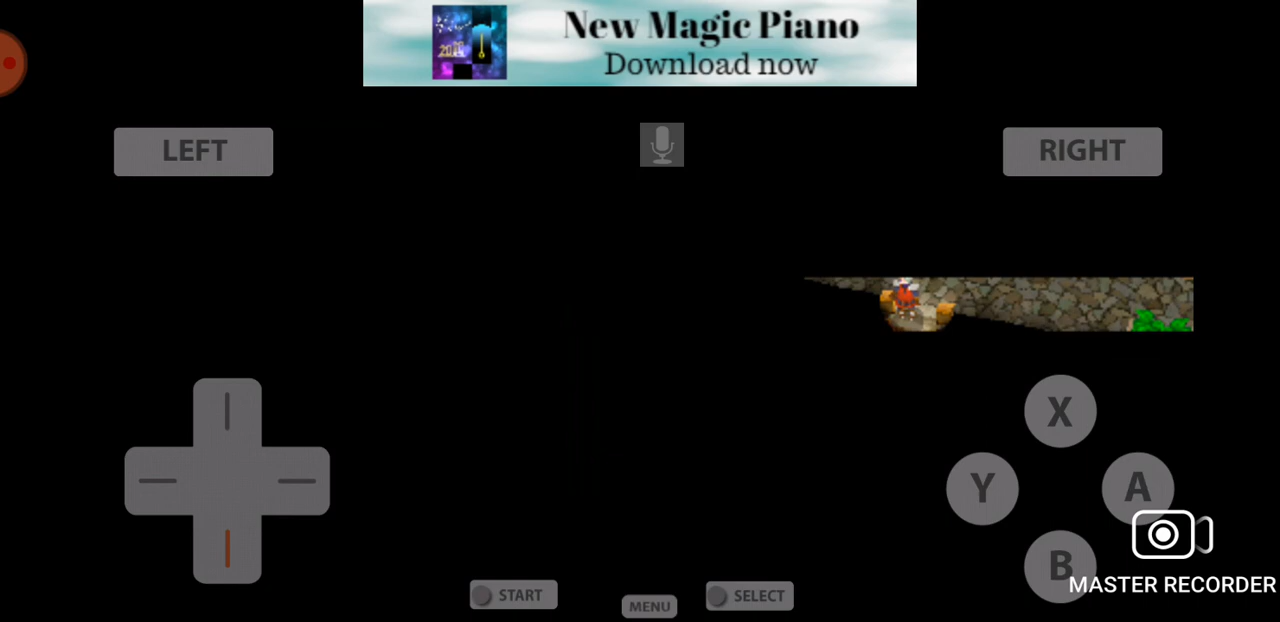 New Magic Piano
Download now
LEFT
RIGHT
X
Y
A
B
START
SELECT
MENU
MASTER RECORDER